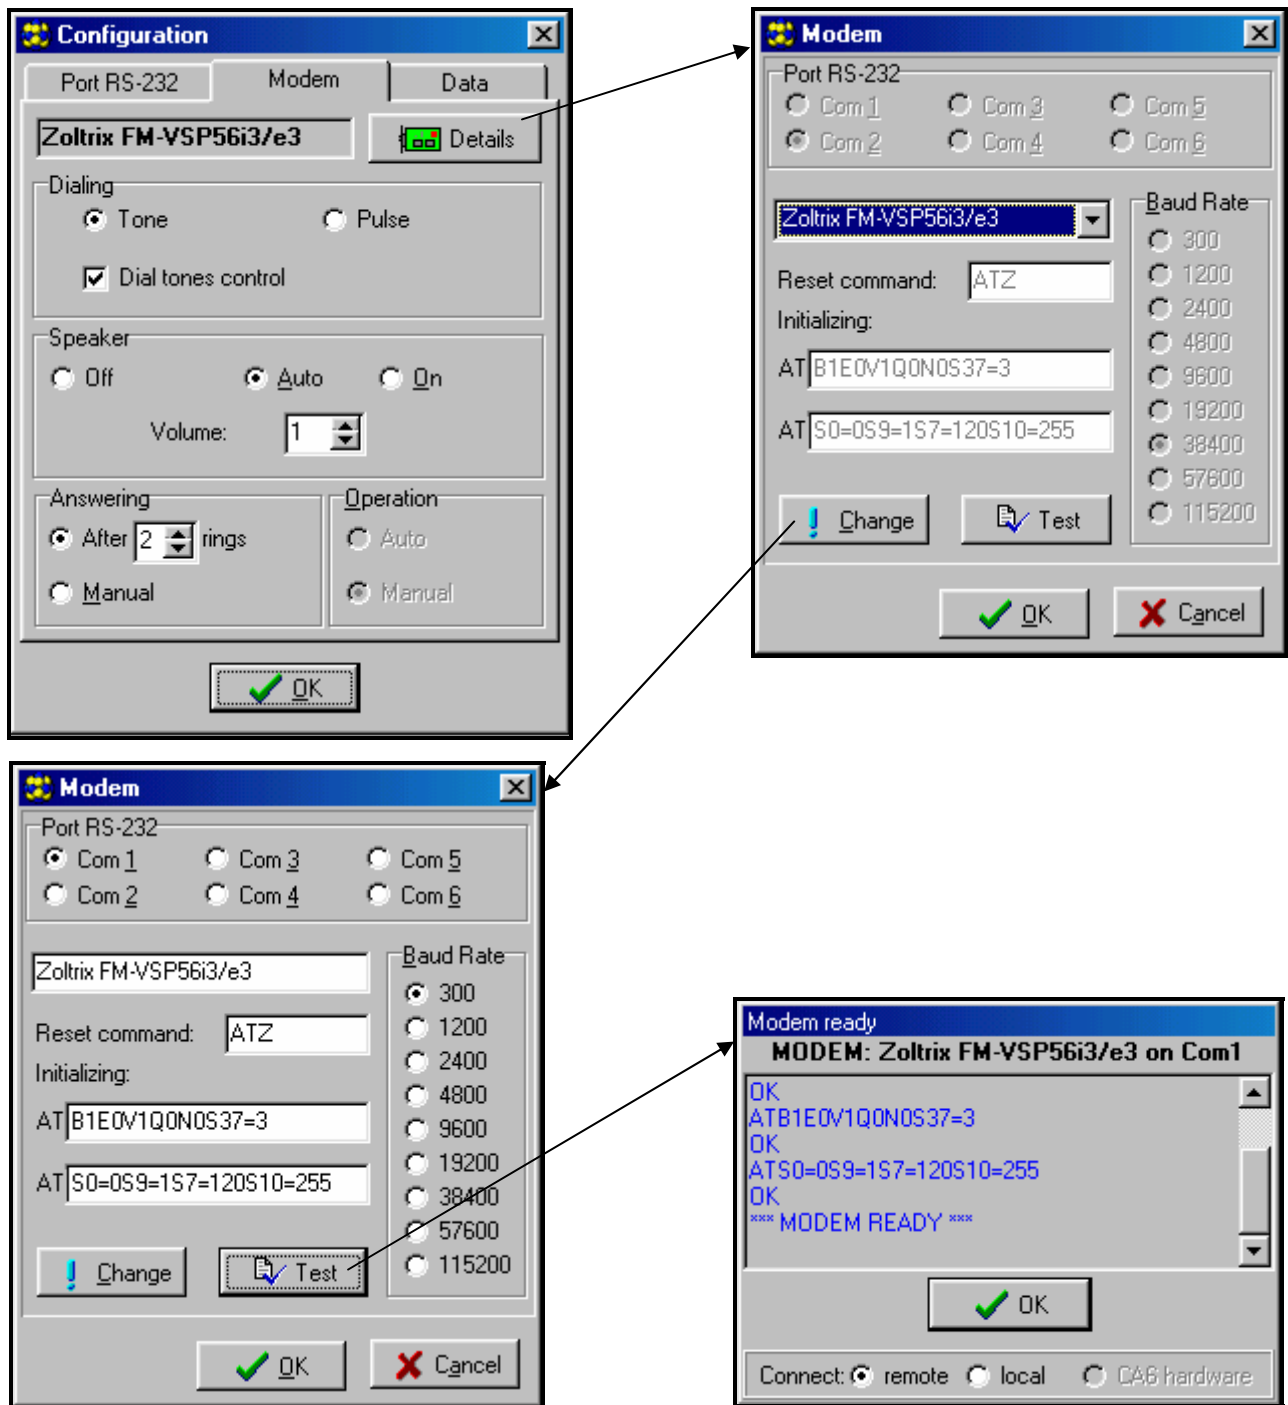 Configuration
Port RS-232 Modem Data
Zoltrix FM-VSP56i3/e3 Details
Dialing
Tone Pulse
Dial tones control
Speaker
Off Auto On
Volume: 1
Answering
After 2 rings
Manual
Operation
Auto
Manual
OK
Modem
Port RS-232
Com 1 Com 3 Com 5
Com 2 Com 4 Com 6
Zoltrix FM-VSP56i3/e3
Reset command: ATZ
Initializing:
AT B1E0V1Q0N0S37=3
AT S0=0S9=1S7=120S10=255
Baud Rate
300
1200
2400
4800
9600
19200
38400
57600
115200
Change Test
OK Cancel
Modem
Port RS-232
Com 1 Com 3 Com 5
Com 2 Com 4 Com 6
Zoltrix FM-VSP56i3/e3
Reset command: ATZ
Initializing:
AT B1E0V1Q0N0S37=3
AT S0=0S9=1S7=120S10=255
Baud Rate
300
1200
2400
4800
9600
19200
38400
57600
115200
Change Test
OK Cancel
Modem ready
MODEM: Zoltrix FM-VSP56i3/e3 on Com1
OK
ATB1E0V1Q0N0S37=3
OK
ATS0=0S9=1S7=120S10=255
OK
*** MODEM READY ***
OK
Connect: remote local CA6 hardware